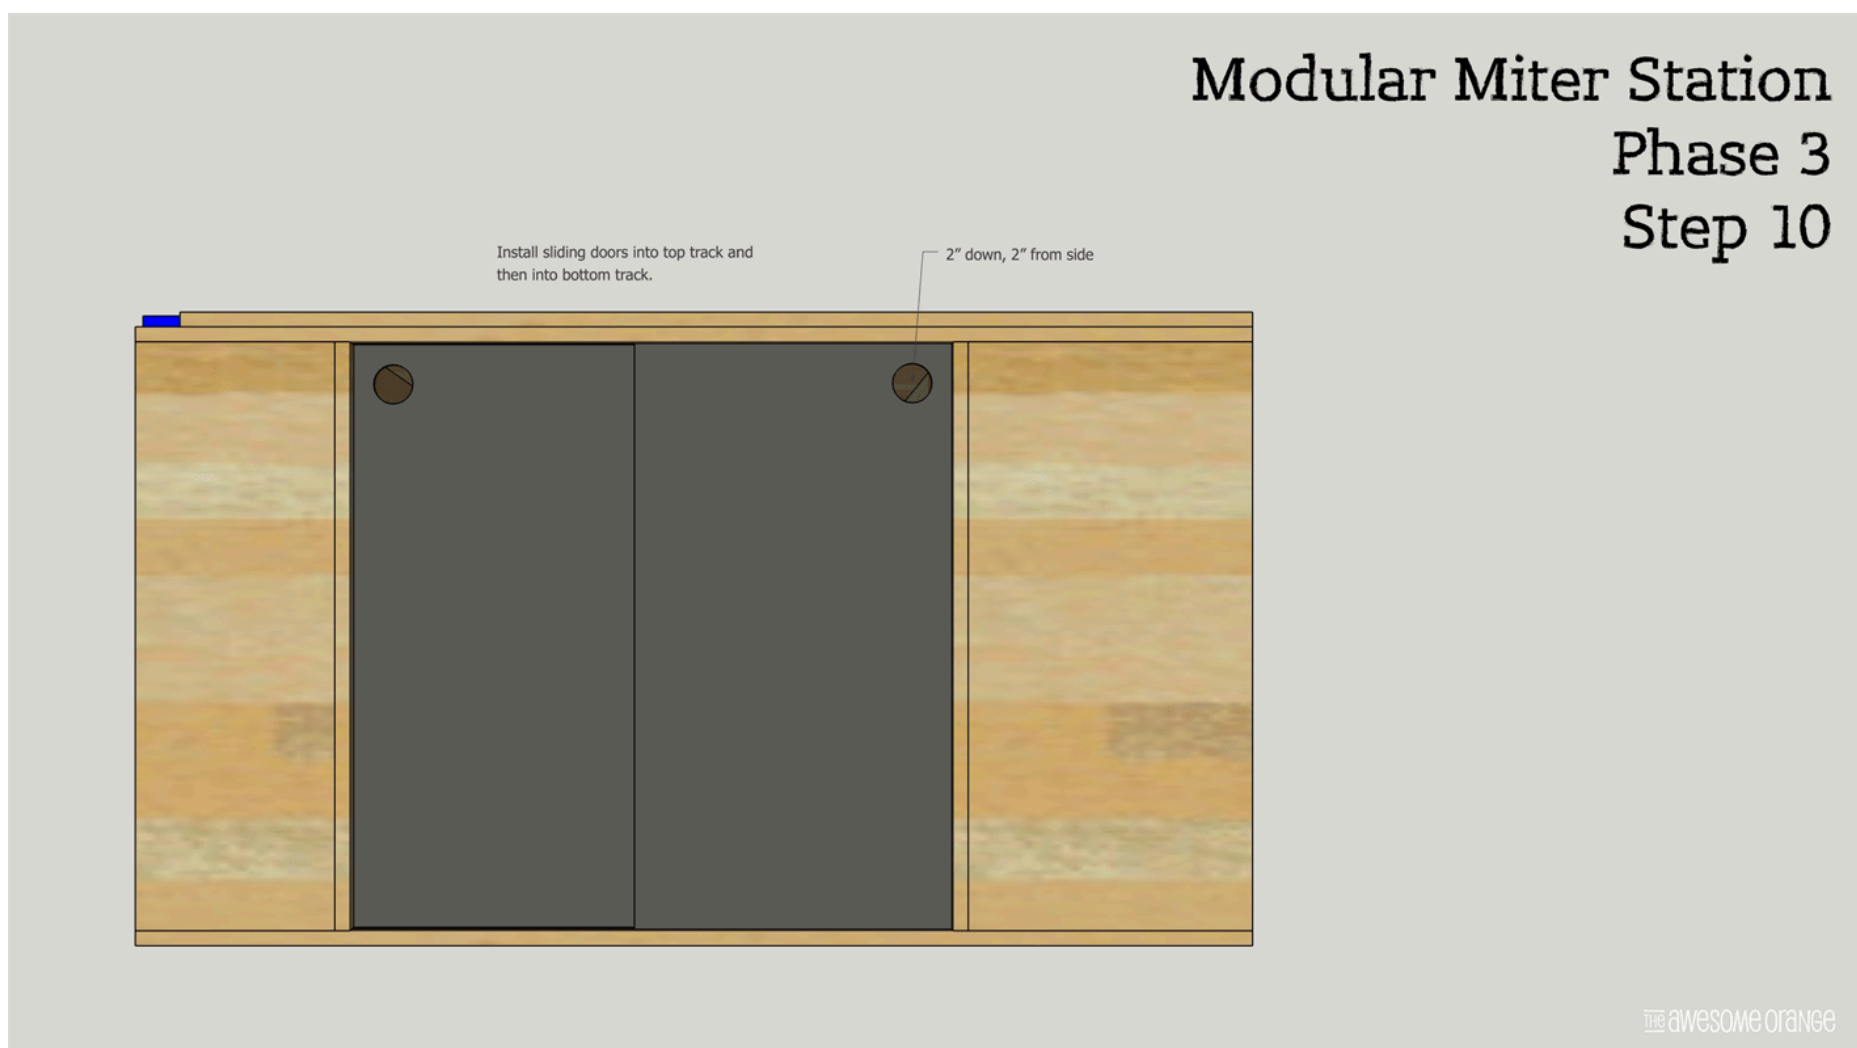 Modular Miter Station
Phase 3
Step 10
Install sliding doors into top track and
then into bottom track.
2" down, 2" from side
THE AWESOME ORANGE